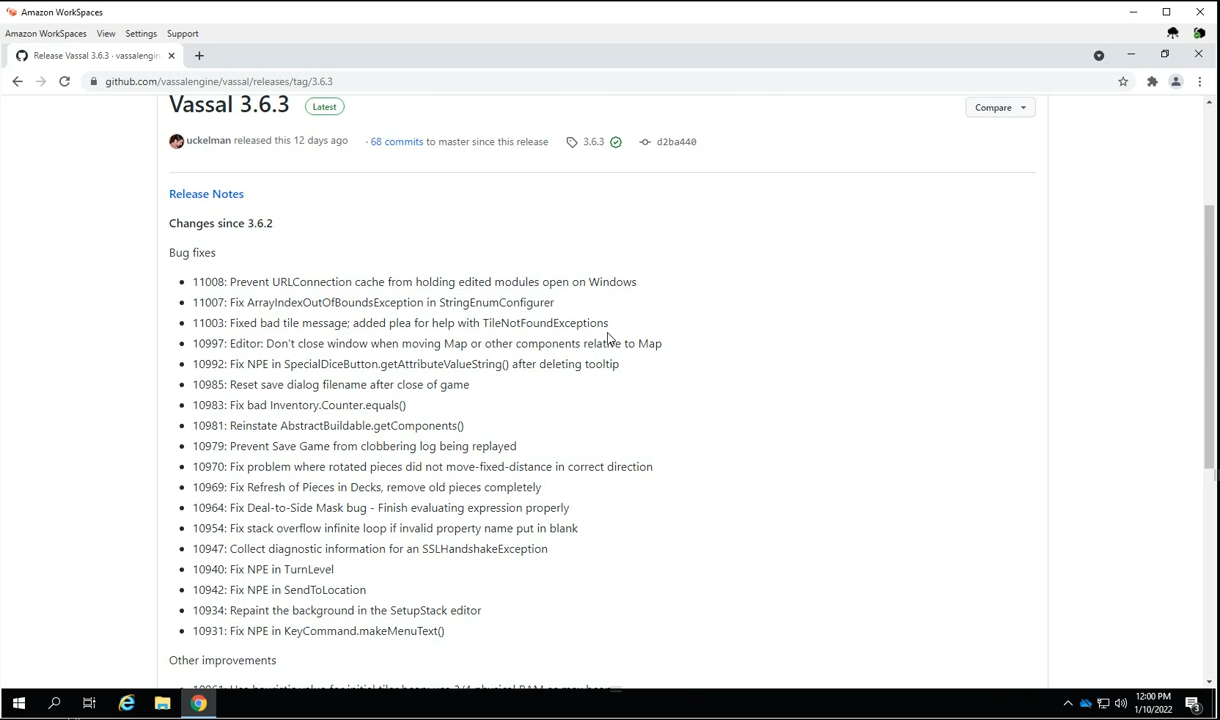 Amazon WorkSpaces
Amazon WorkSpaces View Settings Support
Release Vassal 3.6.3 · vassalengin
github.com/vassalengine/vassal/releases/tag/3.6.3
Vassal 3.6.3 Latest Compare
uckelman released this 12 days ago · 68 commits to master since this release 3.6.3 d2ba440
Release Notes
Changes since 3.6.2
Bug fixes
11008: Prevent URLConnection cache from holding edited modules open on Windows
11007: Fix ArrayIndexOutOfBoundsException in StringEnumConfigurer
11003: Fixed bad tile message; added plea for help with TileNotFoundExceptions
10997: Editor: Don't close window when moving Map or other components relative to Map
10992: Fix NPE in SpecialDiceButton.getAttributeValueString() after deleting tooltip
10985: Reset save dialog filename after close of game
10983: Fix bad Inventory.Counter.equals()
10981: Reinstate AbstractBuildable.getComponents()
10979: Prevent Save Game from clobbering log being replayed
10970: Fix problem where rotated pieces did not move-fixed-distance in correct direction
10969: Fix Refresh of Pieces in Decks, remove old pieces completely
10964: Fix Deal-to-Side Mask bug - Finish evaluating expression properly
10954: Fix stack overflow infinite loop if invalid property name put in blank
10947: Collect diagnostic information for an SSLHandshakeException
10940: Fix NPE in TurnLevel
10942: Fix NPE in SendToLocation
10934: Repaint the background in the SetupStack editor
10931: Fix NPE in KeyCommand.makeMenuText()
Other improvements
12:00 PM
1/10/2022
3